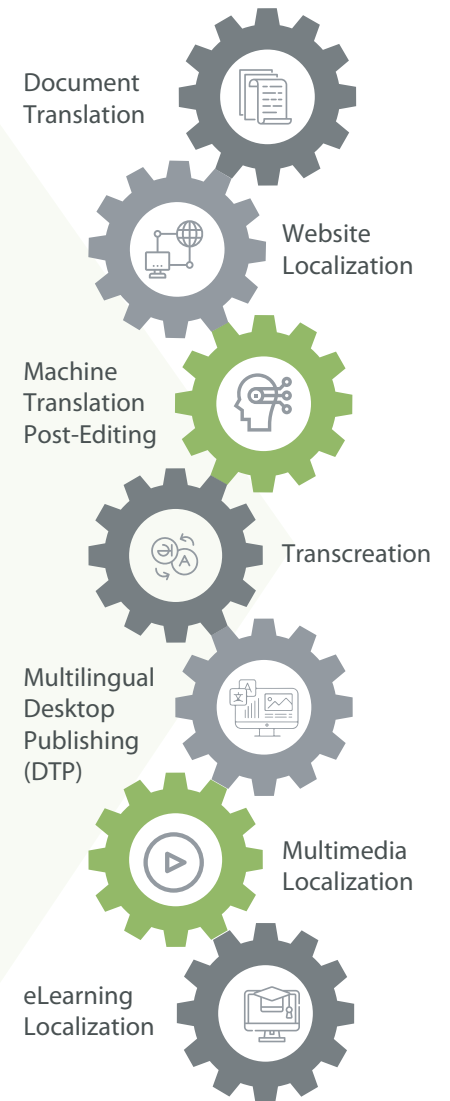 Document
Translation
Website
Localization
Machine
Translation
Post-Editing
Transcreation
Multilingual
Desktop
Publishing
(DTP)
Multimedia
Localization
eLearning
Localization